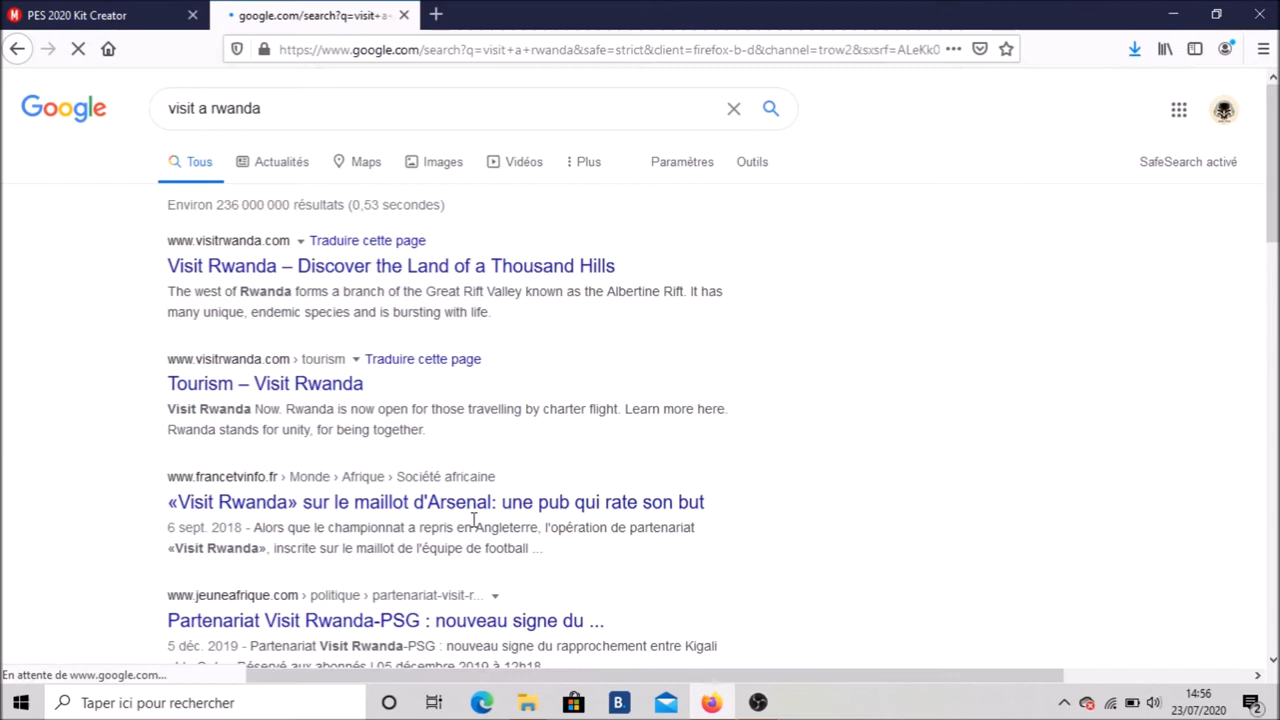 PES 2020 Kit Creator
google.com/search?q=visit+a-
https://www.google.com/search?q=visit+a+rwanda&safe=strict&client=firefox-b-d&channel=trow2&sxsrf=ALeKk0
Google
visit a rwanda
Tous Actualités Maps Images Vidéos Plus Paramètres Outils SafeSearch activé
Environ 236 000 000 résultats (0,53 secondes)
www.visitrwanda.com Traduire cette page
Visit Rwanda – Discover the Land of a Thousand Hills
The west of Rwanda forms a branch of the Great Rift Valley known as the Albertine Rift. It has
many unique, endemic species and is bursting with life.
www.visitrwanda.com › tourism Traduire cette page
Tourism – Visit Rwanda
Visit Rwanda Now. Rwanda is now open for those travelling by charter flight. Learn more here.
Rwanda stands for unity, for being together.
www.francetvinfo.fr › Monde › Afrique › Société africaine
«Visit Rwanda» sur le maillot d'Arsenal: une pub qui rate son but
6 sept. 2018 - Alors que le championnat a repris en Angleterre, l'opération de partenariat
«Visit Rwanda», inscrite sur le maillot de l'équipe de football ...
www.jeuneafrique.com › politique › partenariat-visit-r...
Partenariat Visit Rwanda-PSG : nouveau signe du ...
5 déc. 2019 - Partenariat Visit Rwanda-PSG : nouveau signe du rapprochement entre Kigali
Réservé aux abonnés | 05 décembre 2019 à 12h18
En attente de www.google.com...
Taper ici pour rechercher
B.
14:56
23/07/2020
2